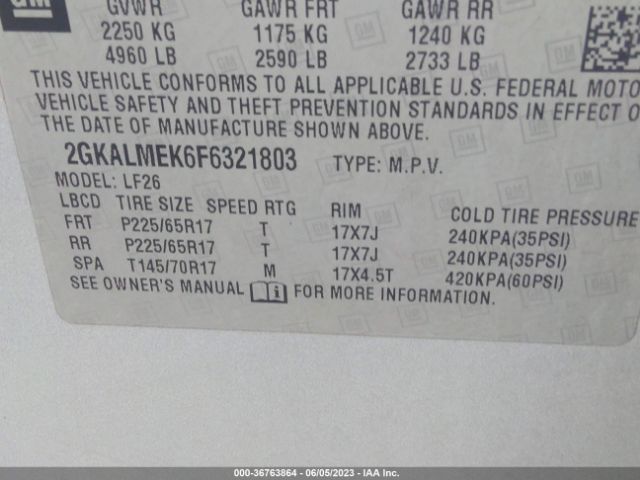 GM GVWR GAWR FRT GAWR RR
2250 KG 1175 KG 1240 KG
4960 LB 2590 LB 2733 LB
THIS VEHICLE CONFORMS TO ALL APPLICABLE U.S. FEDERAL MOTO
VEHICLE SAFETY AND THEFT PREVENTION STANDARDS IN EFFECT O
THE DATE OF MANUFACTURE SHOWN ABOVE.
2GKALMEK6F6321803 TYPE: M.P.V.
MODEL: LF26
LBCD TIRE SIZE SPEED RTG RIM COLD TIRE PRESSURE
FRT P225/65R17 T 17X7J 240KPA(35PSI)
RR P225/65R17 T 17X7J 240KPA(35PSI)
SPA T145/70R17 M 17X4.5T 420KPA(60PSI)
SEE OWNER'S MANUAL FOR MORE INFORMATION.
000-36763864 - 06/05/2023 - IAA Inc.